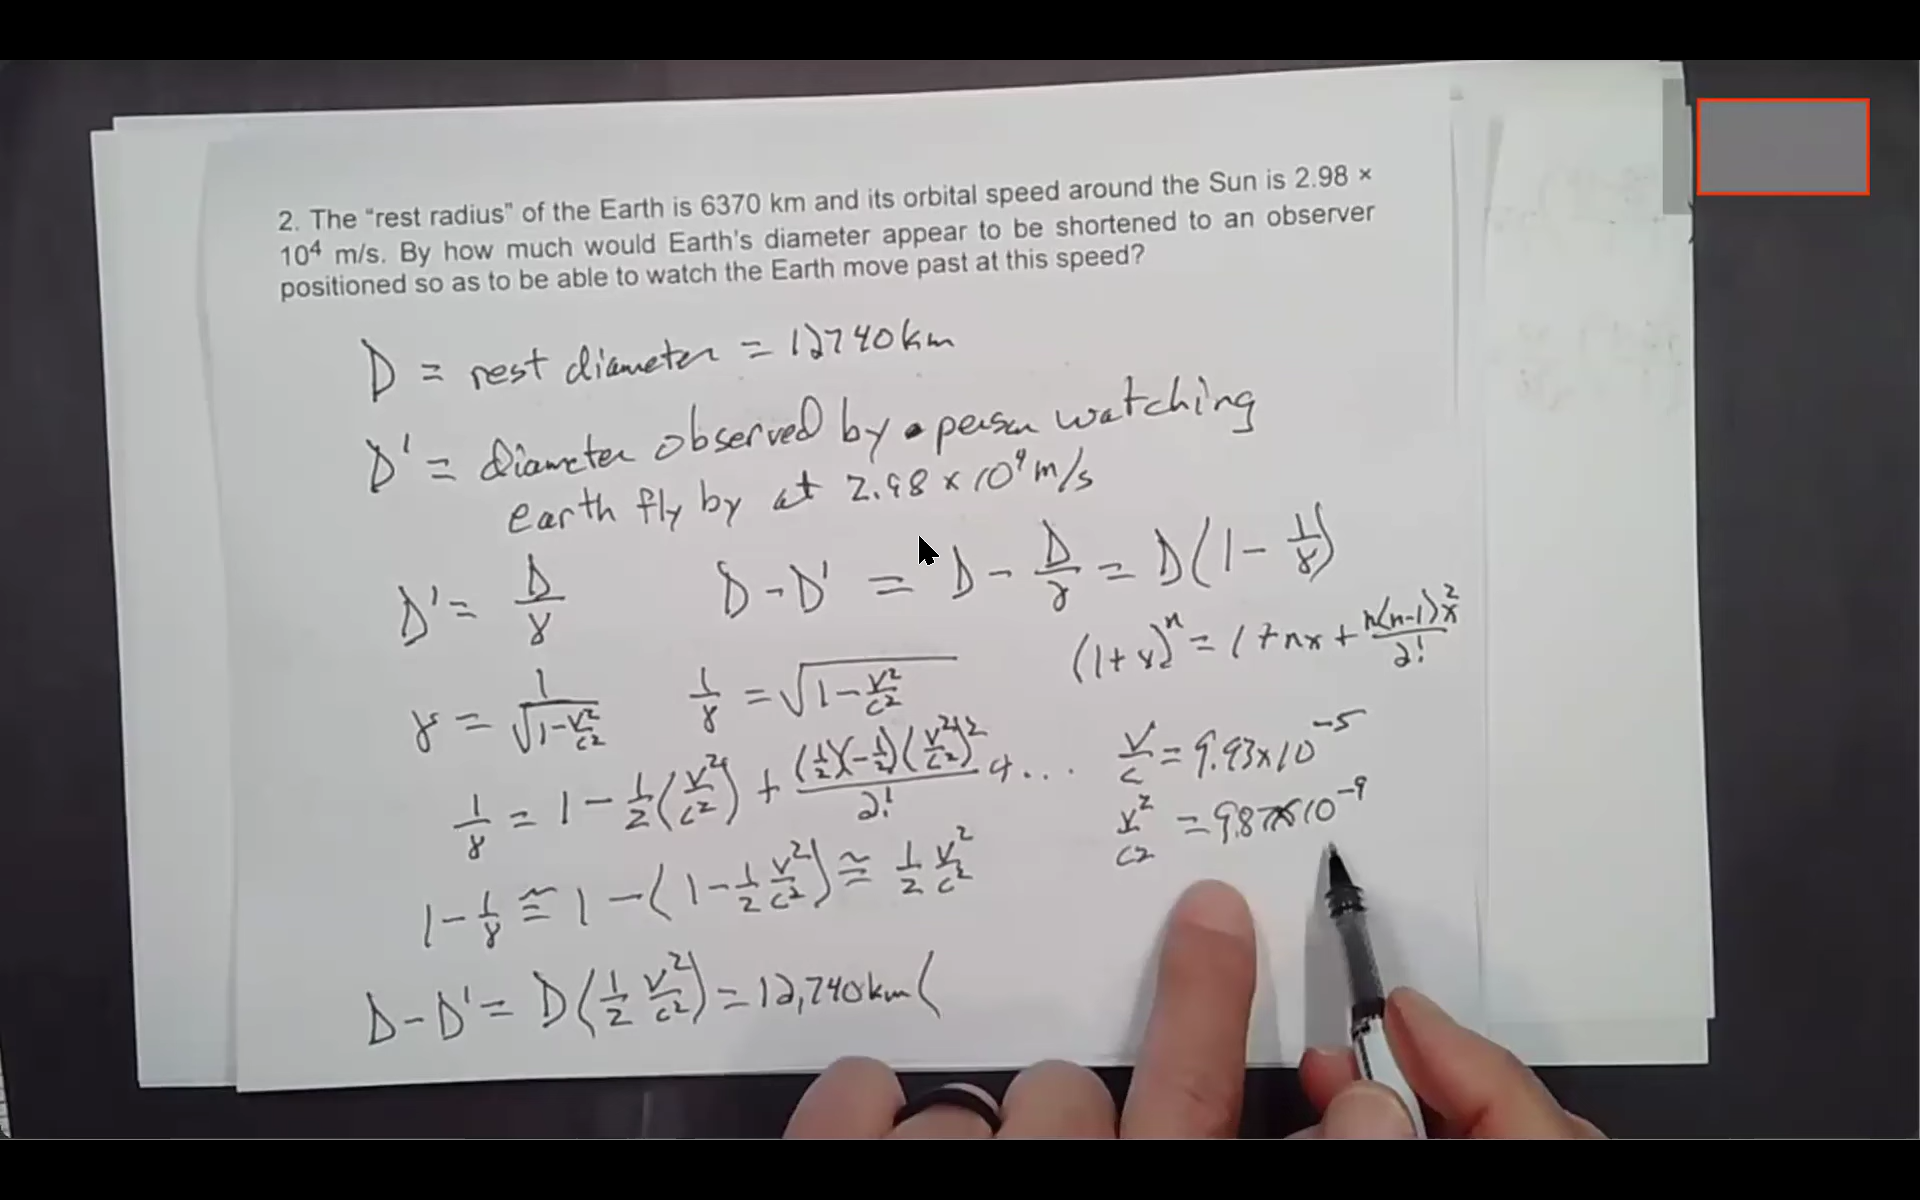 2. The “rest radius” of the Earth is 6370 km and its orbital speed around the Sun is 2.98 ×
10⁴ m/s. By how much would Earth's diameter appear to be shortened to an observer
positioned so as to be able to watch the Earth move past at this speed?
D = rest diameter = 12740 km
D' = diameter observed by a person watching
earth fly by at 2.98 × 10⁴ m/s
D' = D/γ
D - D' = D - D/γ = D(1 - 1/γ)
(1+x)ⁿ = 1 + nx + n(n-1)x²/2!
γ = 1/√(1 - v²/c²)
1/γ = √(1 - v²/c²)
1/γ = 1 - 1/2(v²/c²) + (1/2)(-1/2)(v²/c²)²/2! + ...
v/c = 9.93×10⁻⁵
v²/c² = 9.87×10⁻⁹
1 - 1/γ ≅ 1 - (1 - 1/2 v²/c²) ≅ 1/2 v²/c²
D - D' = D(1/2 v²/c²) = 12,740 km (